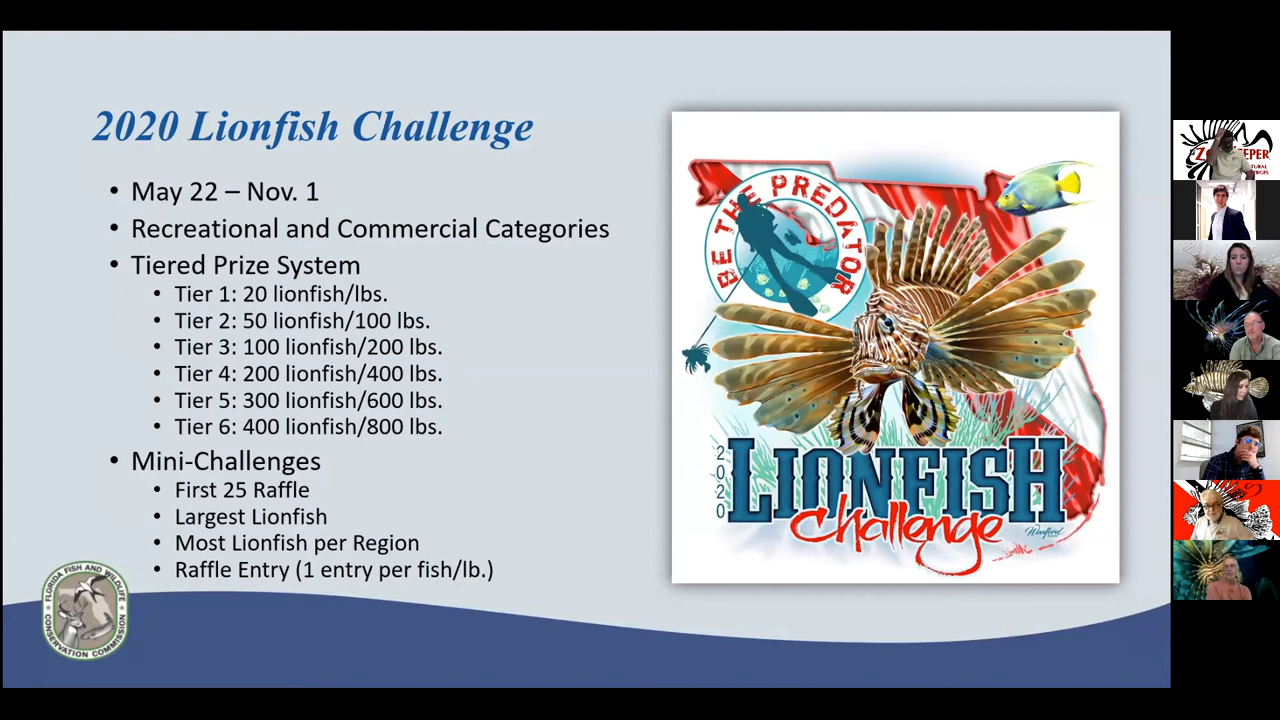 2020 Lionfish Challenge
• May 22 – Nov. 1
• Recreational and Commercial Categories
• Tiered Prize System
• Tier 1: 20 lionfish/lbs.
• Tier 2: 50 lionfish/100 lbs.
• Tier 3: 100 lionfish/200 lbs.
• Tier 4: 200 lionfish/400 lbs.
• Tier 5: 300 lionfish/600 lbs.
• Tier 6: 400 lionfish/800 lbs.
• Mini-Challenges
• First 25 Raffle
• Largest Lionfish
• Most Lionfish per Region
• Raffle Entry (1 entry per fish/lb.)
FLORIDA FISH AND WILDLIFE
CONSERVATION COMMISSION
BE THE PREDATOR
2020
LIONFISH
Challenge